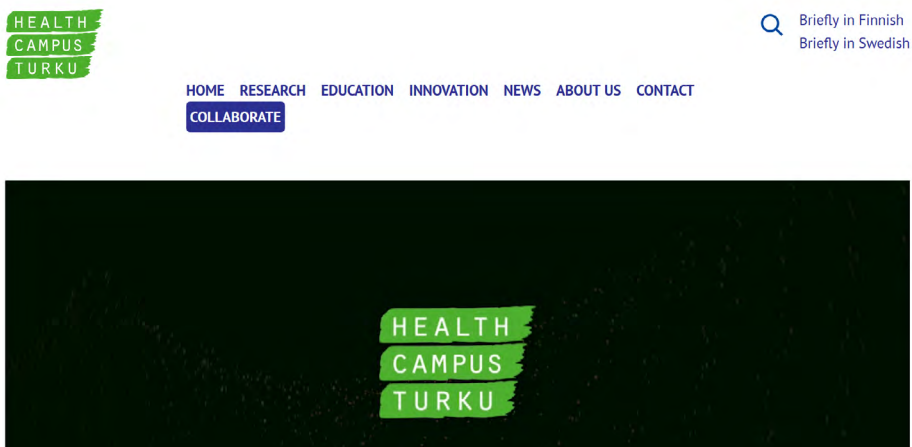 HEALTH
CAMPUS
TURKU
Briefly in Finnish
Briefly in Swedish
HOME RESEARCH EDUCATION INNOVATION NEWS ABOUT US CONTACT
COLLABORATE
HEALTH
CAMPUS
TURKU